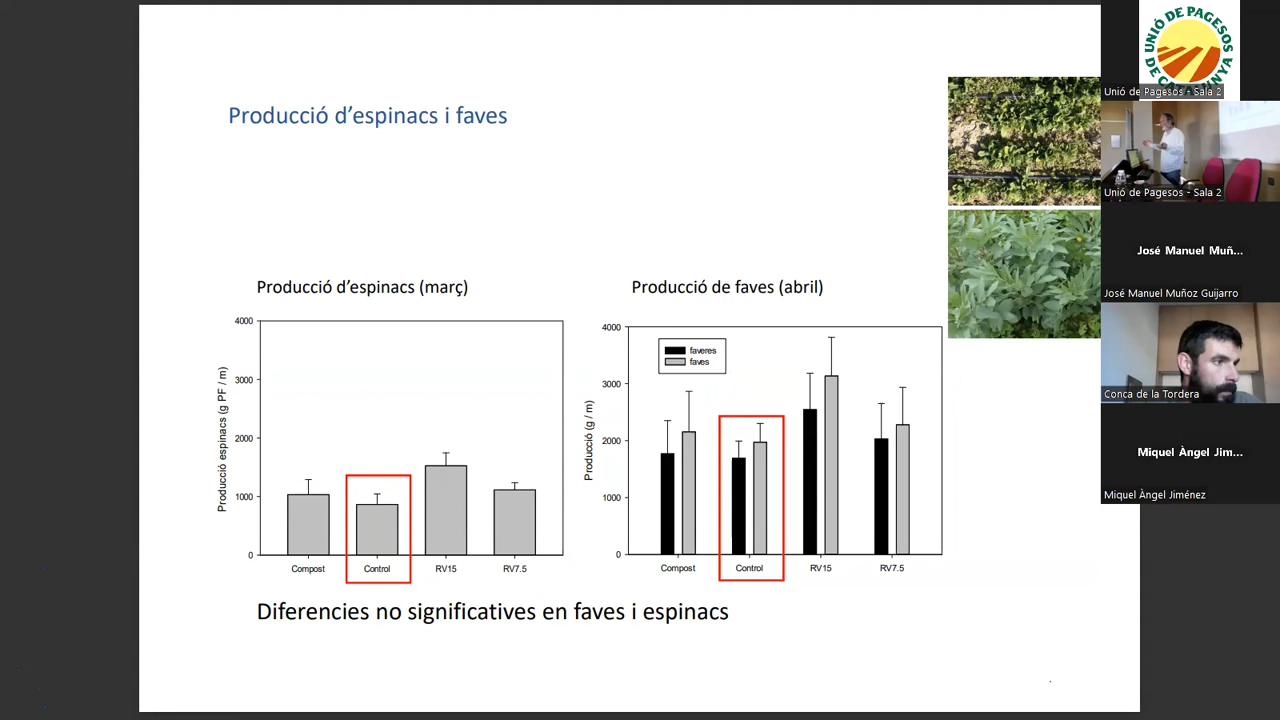 Producció d'espinacs i faves
Producció d'espinacs (març)
4000
3000
2000
1000
0
Producció espinacs (g PF / m)
Compost
Control
RV15
RV7.5
Producció de faves (abril)
4000
3000
2000
1000
0
Producció (g / m)
faveres
faves
Compost
Control
RV15
RV7.5
Diferencies no significatives en faves i espinacs
UNIÓ DE PAGESOS
Unió de Pagesos - Sala 2
Unió de Pagesos - Sala 2
José Manuel Muñ...
José Manuel Muñoz Guijarro
Conca de la Tordera
Miquel Àngel Jim...
Miquel Àngel Jiménez